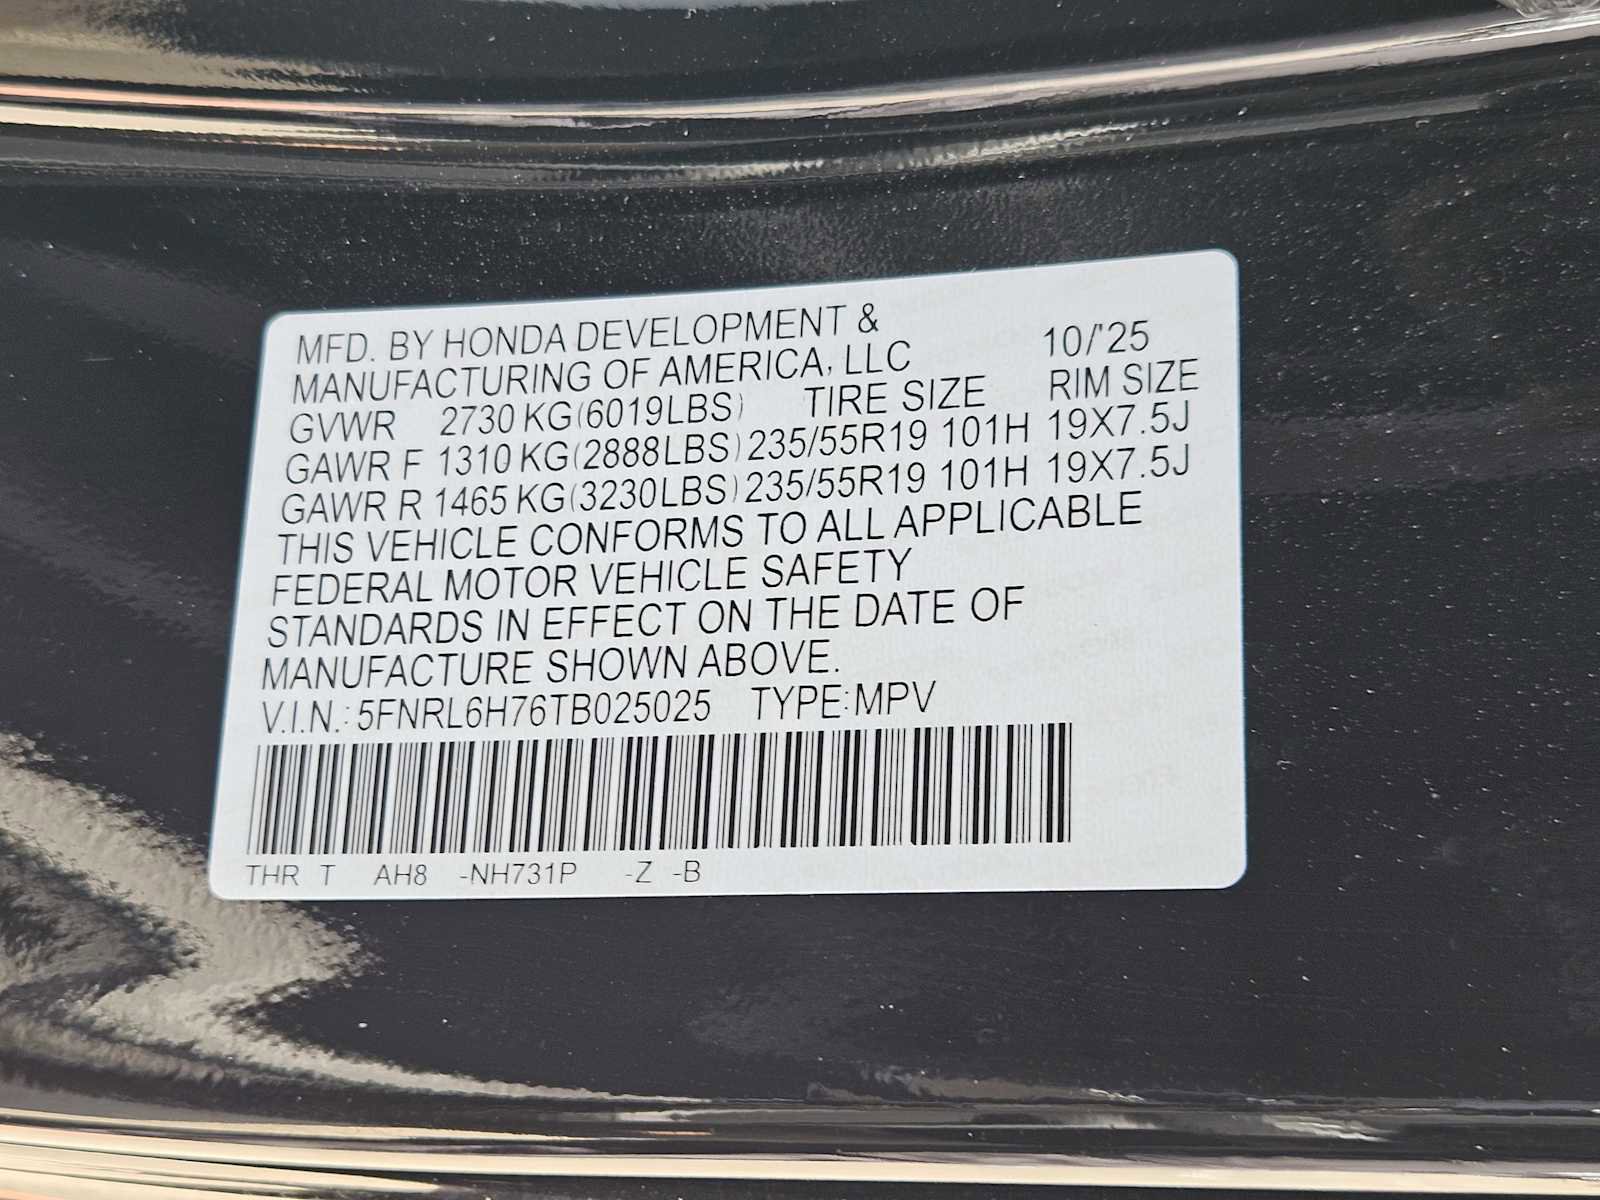 MFD. BY HONDA DEVELOPMENT &
MANUFACTURING OF AMERICA, LLC 10/'25
GVWR 2730 KG(6019LBS) TIRE SIZE RIM SIZE
GAWR F 1310 KG(2888LBS) 235/55R19 101H 19X7.5J
GAWR R 1465 KG(3230LBS) 235/55R19 101H 19X7.5J
THIS VEHICLE CONFORMS TO ALL APPLICABLE
FEDERAL MOTOR VEHICLE SAFETY
STANDARDS IN EFFECT ON THE DATE OF
MANUFACTURE SHOWN ABOVE.
V.I.N.: 5FNRL6H76TB025025 TYPE: MPV
THR T AH8 -NH731P -Z -B